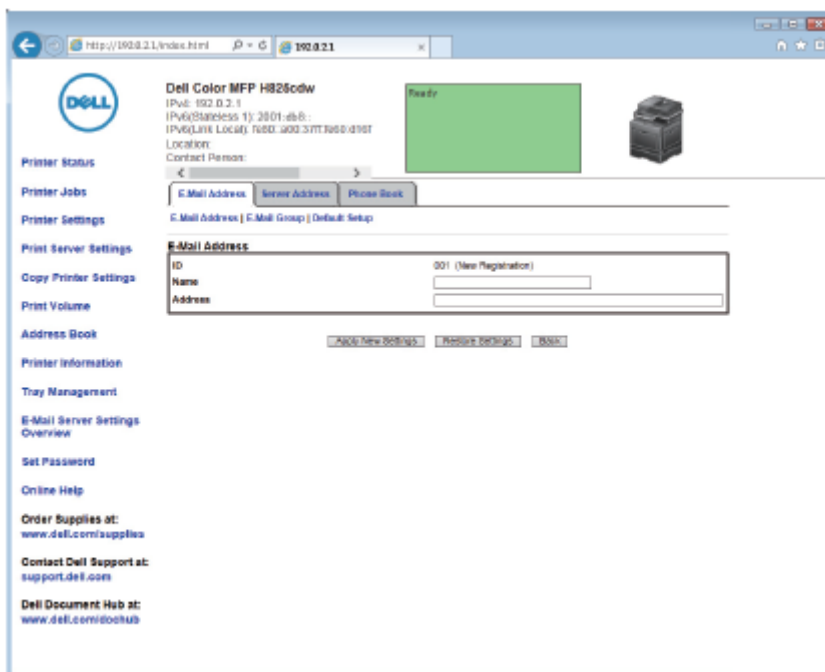 http://192.0.2.1/index.html
192.0.2.1
DELL
Dell Color MFP H825cdw
IPv4: 192.0.2.1
IPv6(Stateless 1): 2001:db8::
IPv6(Link Local):
Location:
Contact Person:
Ready
Printer Status
Printer Jobs
Printer Settings
Print Server Settings
Copy Printer Settings
Print Volume
Address Book
Printer Information
Tray Management
E-Mail Server Settings
Overview
Set Password
Online Help
Order Supplies at:
www.dell.com/supplies
Contact Dell Support at:
support.dell.com
Dell Document Hub at:
www.dell.com/dochub
E-Mail Address Server Address Phone Book
E-Mail Address | E-Mail Group | Default Setup
E-Mail Address
ID 001 (New Registration)
Name
Address
Apply New Settings Restore Settings Back